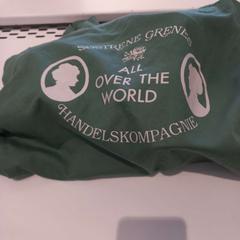 SØSTRENE GRENES
ALL
OVER THE
WORLD
HANDELSKOMPAGNIE